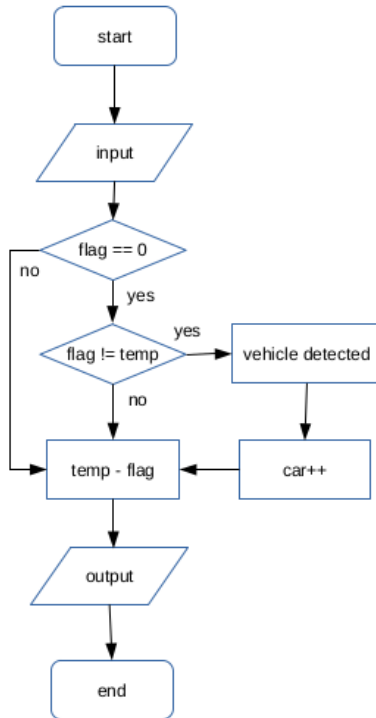 start
input
flag == 0
no
yes
flag != temp
yes
vehicle detected
no
temp - flag
car++
output
end